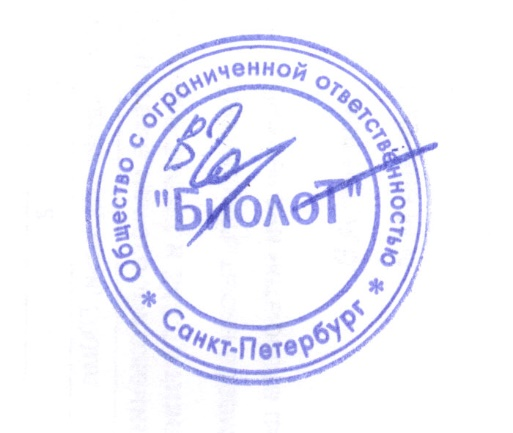 Общество с ограниченной ответственностью
"БиолоТ"
* Санкт-Петербург *